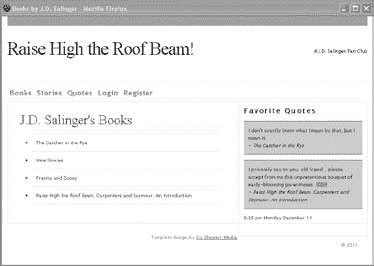 Books by J.D. Salinger - Mozilla Firefox
Raise High the Roof Beam!
A J.D. Salinger Fan Club
Books Stories Quotes Login Register
J.D. Salinger's Books
The Catcher in the Rye
Nine Stories
Franny and Zooey
Raise High the Roof Beam, Carpenters and Seymour: An Introduction
Favorite Quotes
I don't exactly know what I mean by that, but I
mean it.
~ The Catcher in the Rye
I privately say to you, old friend... please
accept from me this unpretentious bouquet of
early-blooming parentheses: (((())))
~ Raise High the Roof Beam, Carpenters and
Seymour: An Introduction
Monday December
Template design by Six Shooter Media.
© 2011